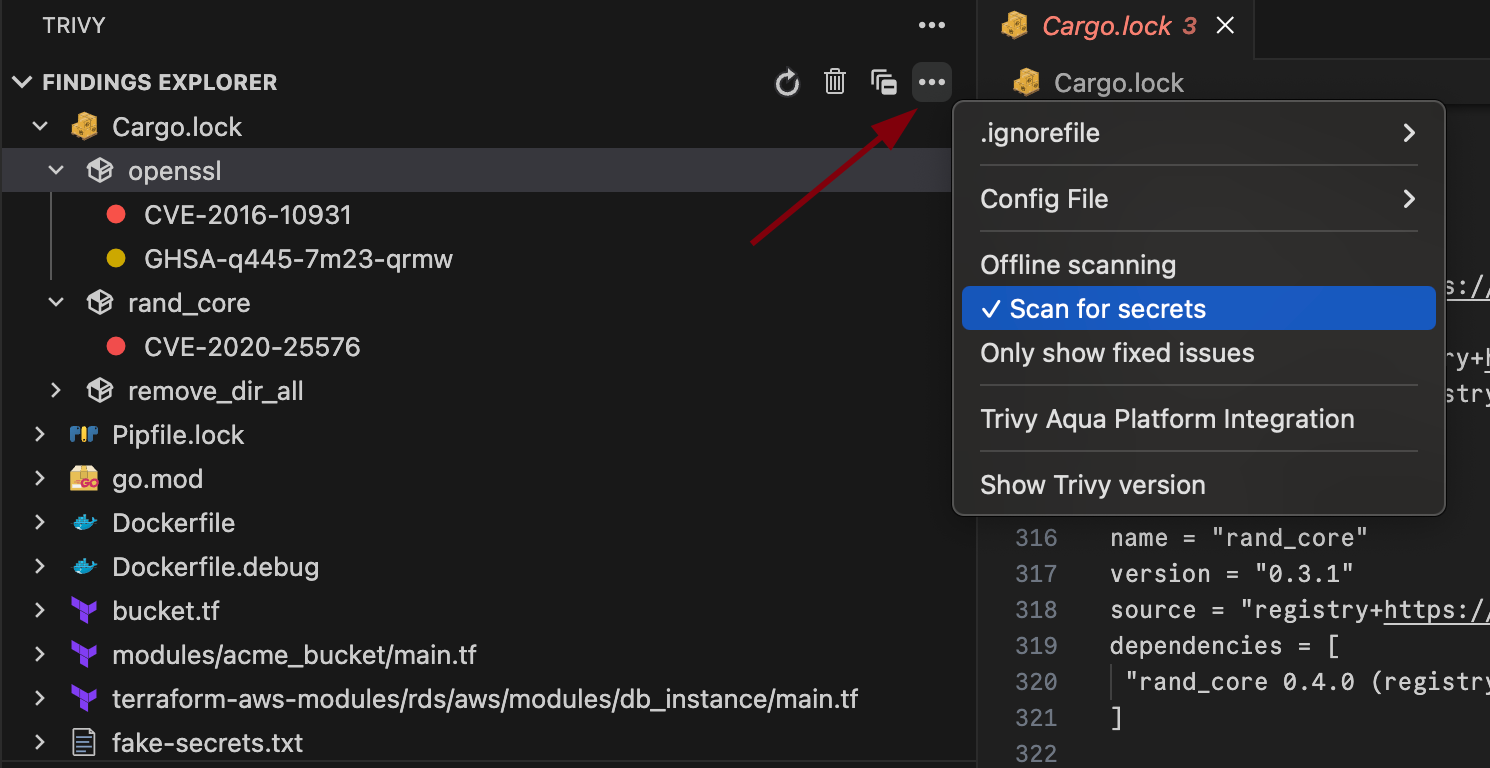 TRIVY
FINDINGS EXPLORER
Cargo.lock
openssl
CVE-2016-10931
GHSA-q445-7m23-qrmw
rand_core
CVE-2020-25576
remove_dir_all
Pipfile.lock
go.mod
Dockerfile
Dockerfile.debug
bucket.tf
modules/acme_bucket/main.tf
terraform-aws-modules/rds/aws/modules/db_instance/main.tf
fake-secrets.txt
Cargo.lock 3
Cargo.lock
.ignorefile
Config File
Offline scanning
✓ Scan for secrets
Only show fixed issues
Trivy Aqua Platform Integration
Show Trivy version
s://
ry+h
stry
316 name = "rand_core"
317 version = "0.3.1"
318 source = "registry+https://
319 dependencies = [
320 "rand_core 0.4.0 (registry
321 ]
322